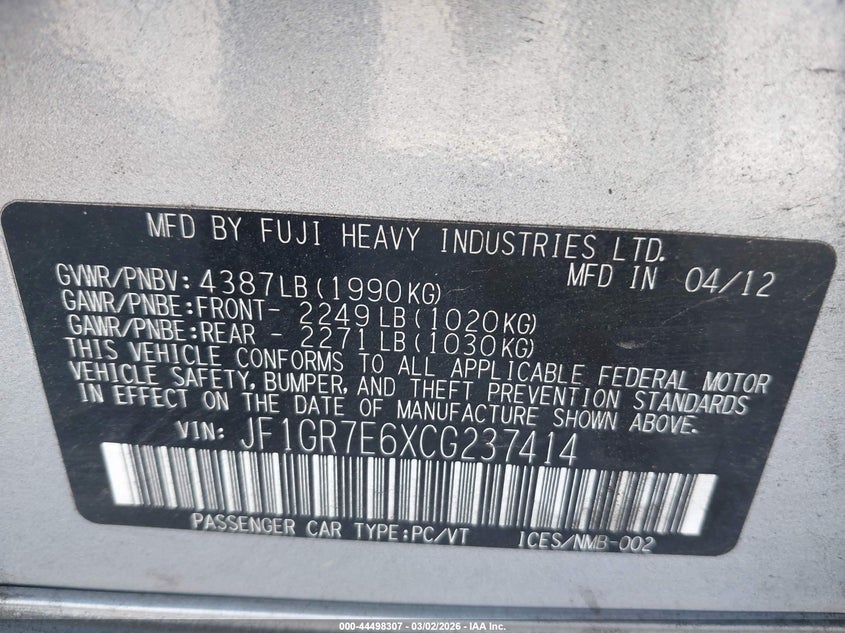 MFD BY FUJI HEAVY INDUSTRIES LTD.
MFD IN 04/12
GVWR/PNBV: 4387LB (1990KG)
GAWR/PNBE:FRONT- 2249LB (1020KG)
GAWR/PNBE:REAR - 2271LB (1030KG)
THIS VEHICLE CONFORMS TO ALL APPLICABLE FEDERAL MOTOR
VEHICLE SAFETY, BUMPER, AND THEFT PREVENTION STANDARDS
IN EFFECT ON THE DATE OF MANUFACTURE SHOWN ABOVE.
VIN: JF1GR7E6XCG237414
PASSENGER CAR TYPE:PC/VT ICES/NMB-002
000-44498307 - 03/02/2026 - IAA Inc.